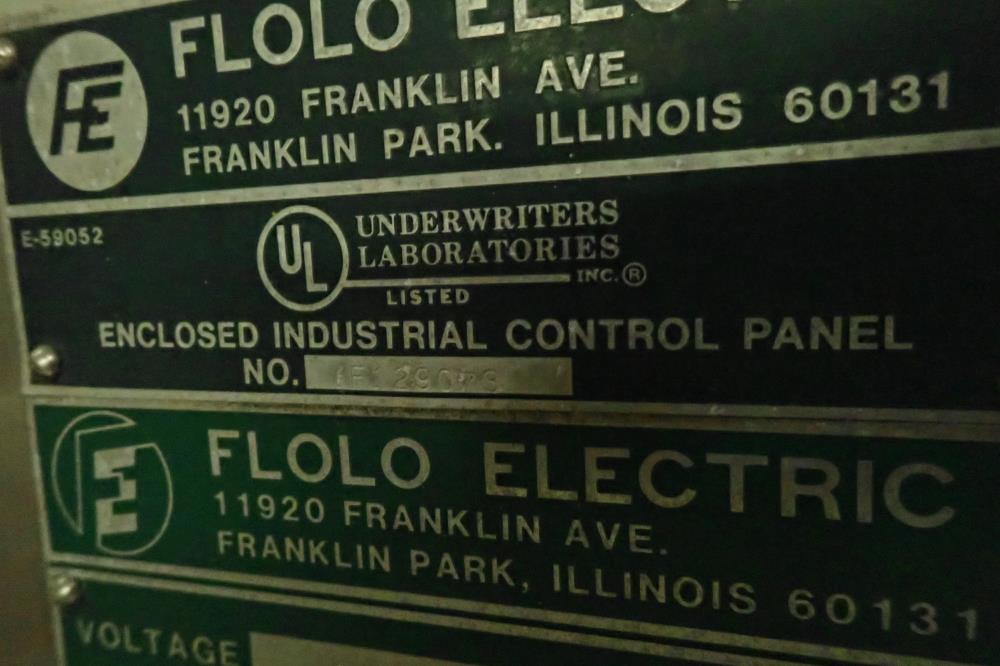 FE FLOLO ELECTRIC
11920 FRANKLIN AVE.
FRANKLIN PARK. ILLINOIS 60131
E-59052
UL UNDERWRITERS
LABORATORIES
INC.®
LISTED
ENCLOSED INDUSTRIAL CONTROL PANEL
NO.
FE FLOLO ELECTRIC
11920 FRANKLIN AVE.
FRANKLIN PARK, ILLINOIS 60131
VOLTAGE